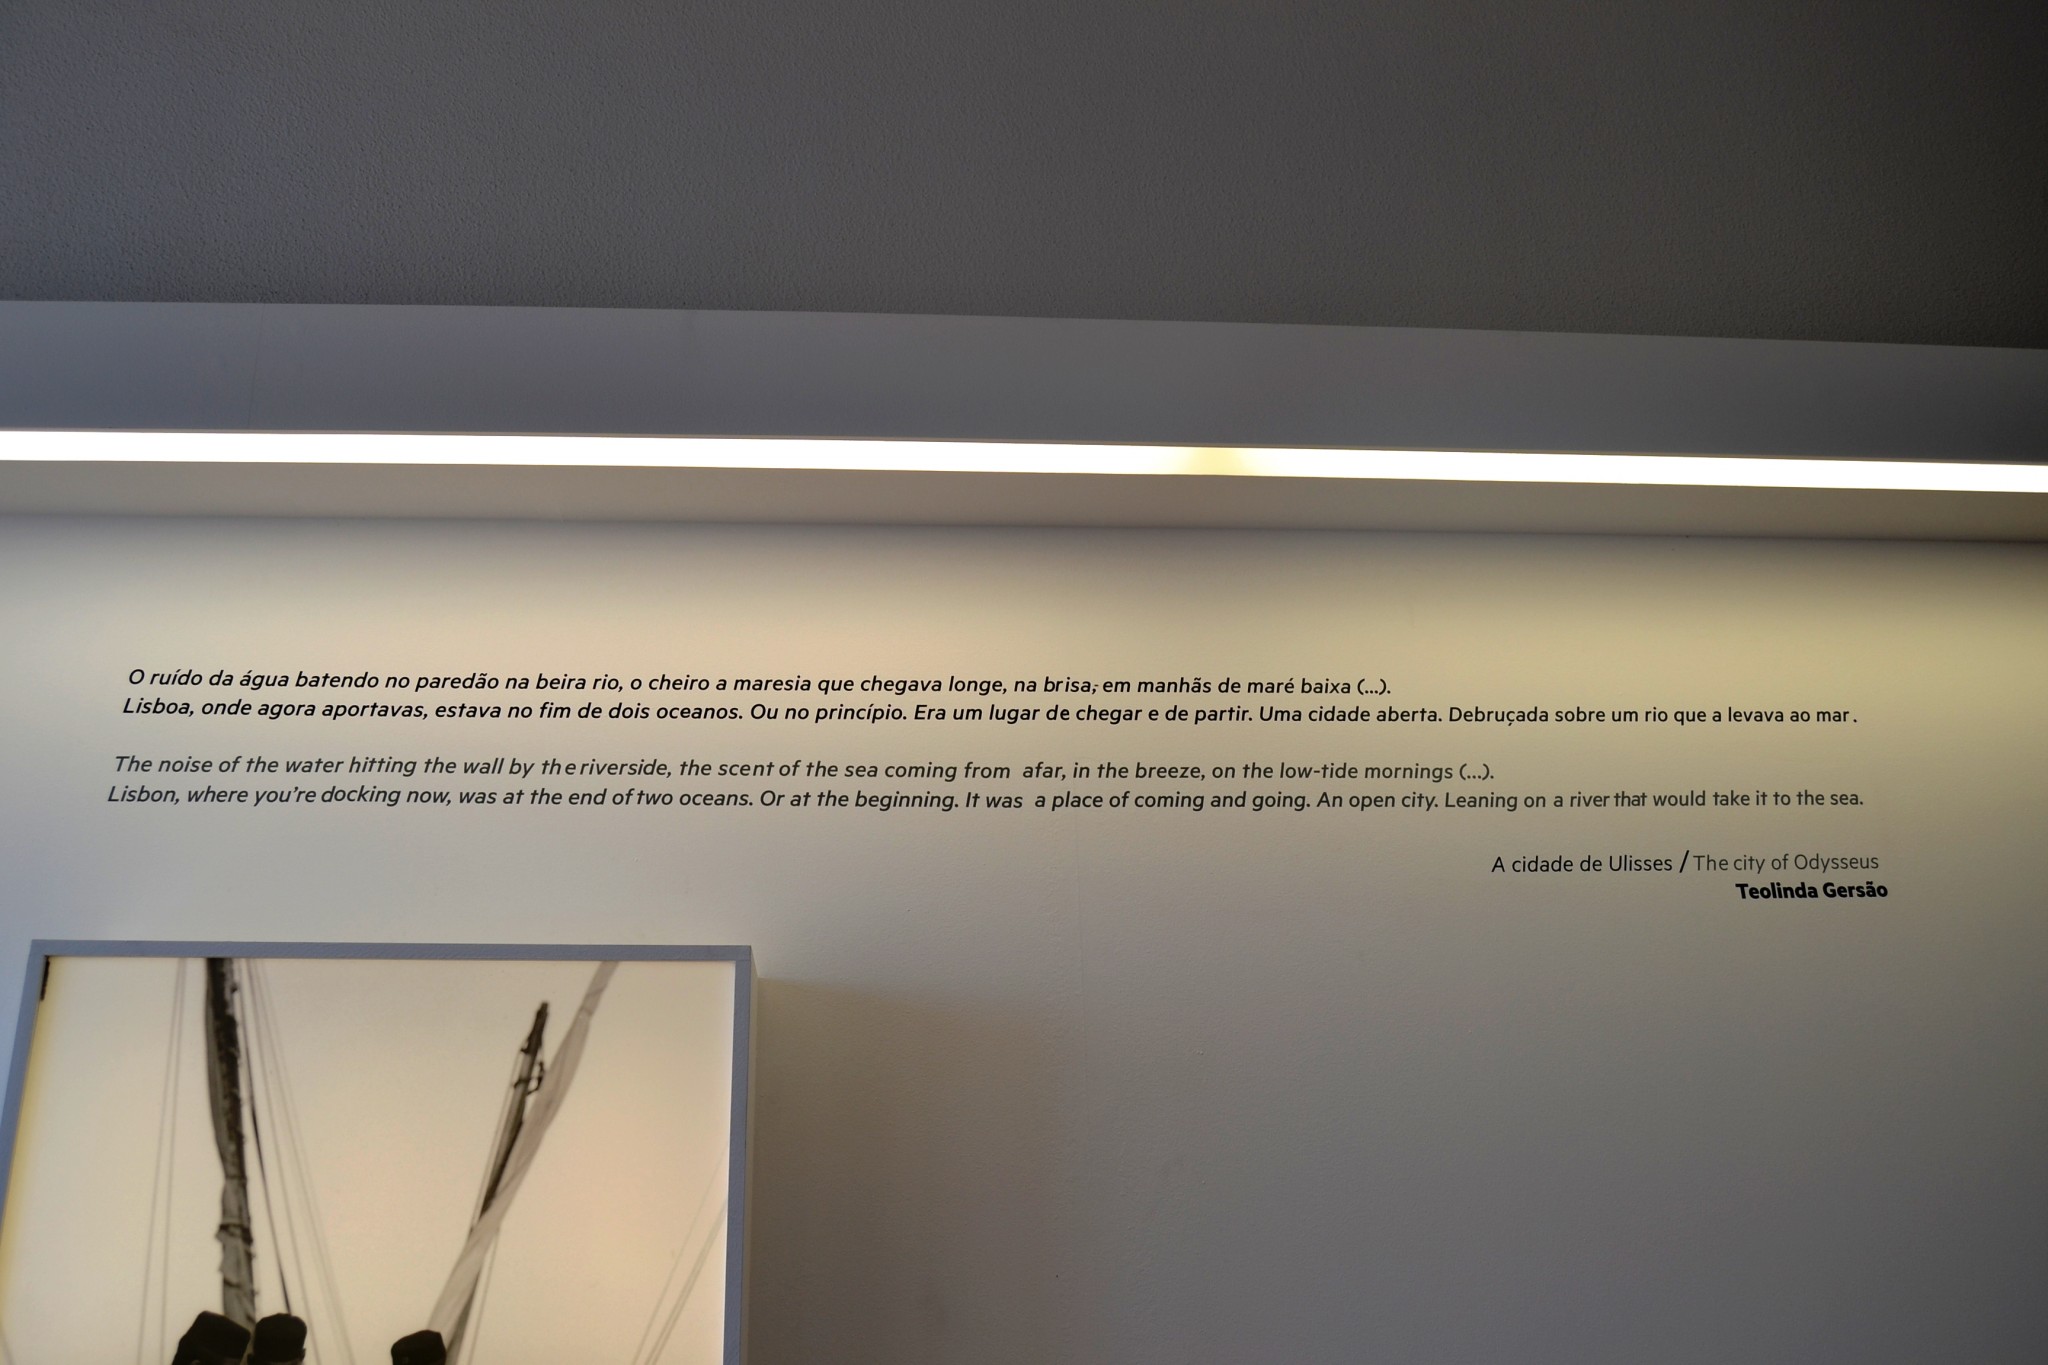 O ruído da água batendo no paredão na beira rio, o cheiro a maresia que chegava longe, na brisa, em manhãs de maré baixa (...).
Lisboa, onde agora aportavas, estava no fim de dois oceanos. Ou no princípio. Era um lugar de chegar e de partir. Uma cidade aberta. Debruçada sobre um rio que a levava ao mar.
The noise of the water hitting the wall by the riverside, the scent of the sea coming from afar, in the breeze, on the low-tide mornings (...).
Lisbon, where you're docking now, was at the end of two oceans. Or at the beginning. It was a place of coming and going. An open city. Leaning on a river that would take it to the sea.
A cidade de Ulisses / The city of Odysseus
Teolinda Gersão